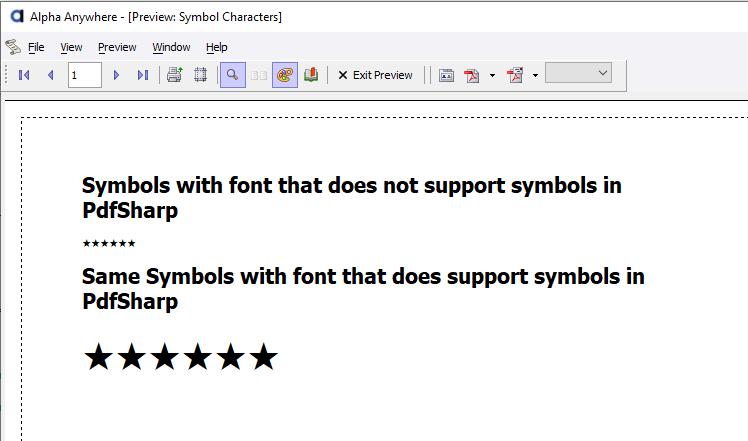 Alpha Anywhere - [Preview: Symbol Characters]
File View Preview Window Help
1 Exit Preview
Symbols with font that does not support symbols in
PdfSharp
★★★★★★
Same Symbols with font that does support symbols in
PdfSharp
★★★★★★